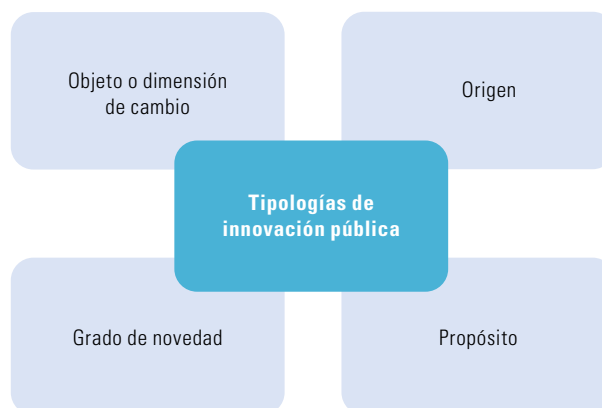 Objeto o dimensión
de cambio
Origen
Tipologías de
innovación pública
Grado de novedad
Propósito